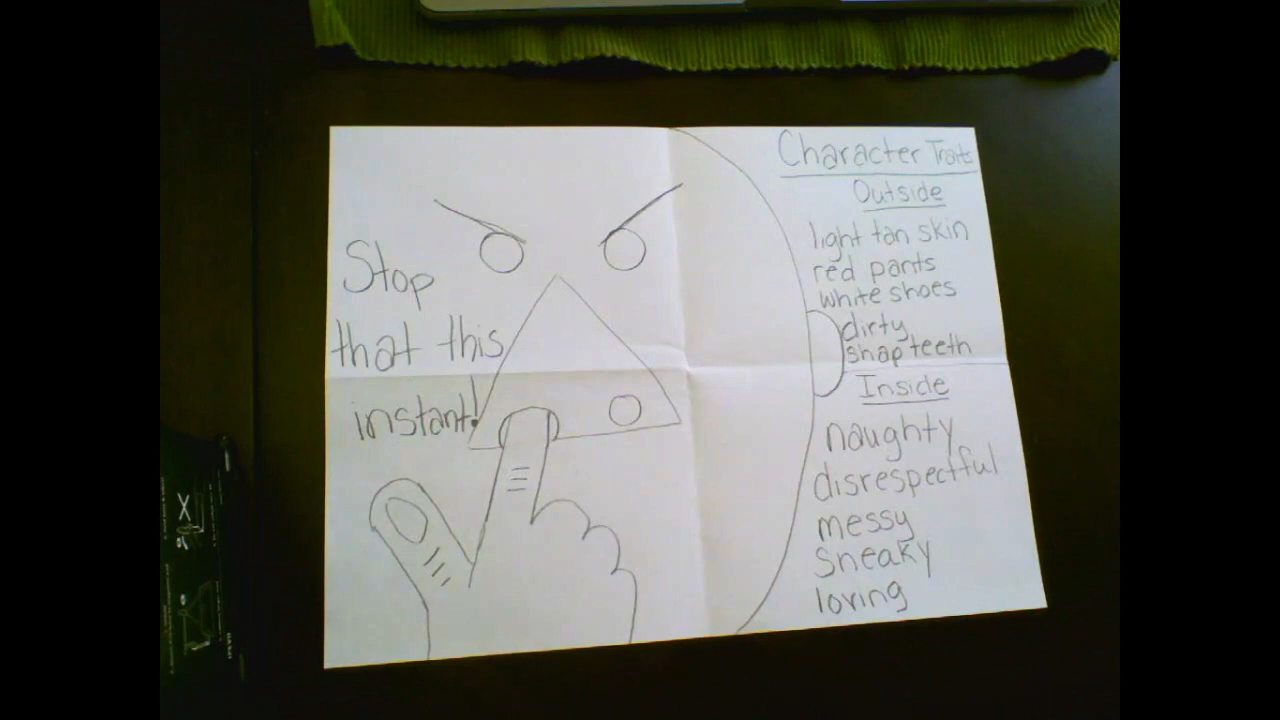 Stop
that this
instant!
Character Traits
Outside
light tan skin
red pants
white shoes
dirty
shap teeth
Inside
naughty
disrespectful
messy
sneaky
loving